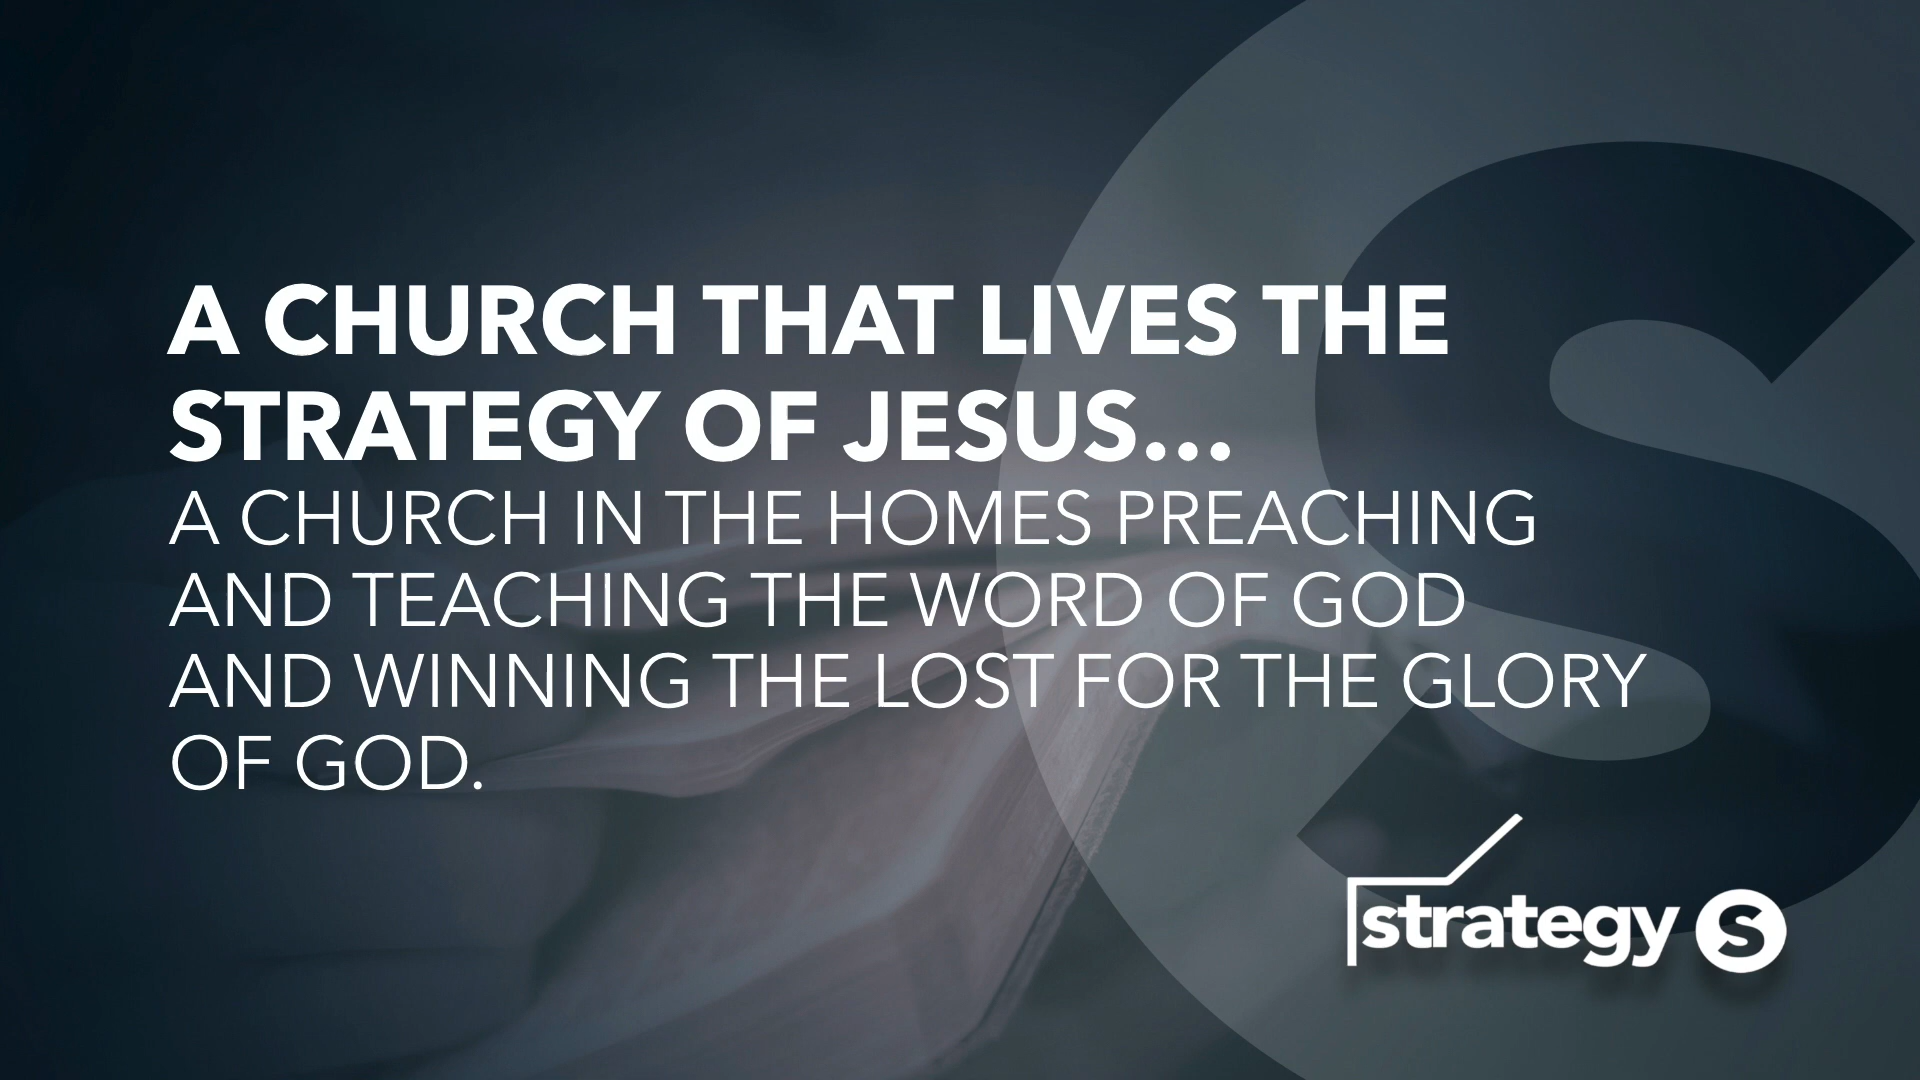 A CHURCH THAT LIVES THE
STRATEGY OF JESUS...
A CHURCH IN THE HOMES PREACHING
AND TEACHING THE WORD OF GOD
AND WINNING THE LOST FOR THE GLORY
OF GOD.
strategy S